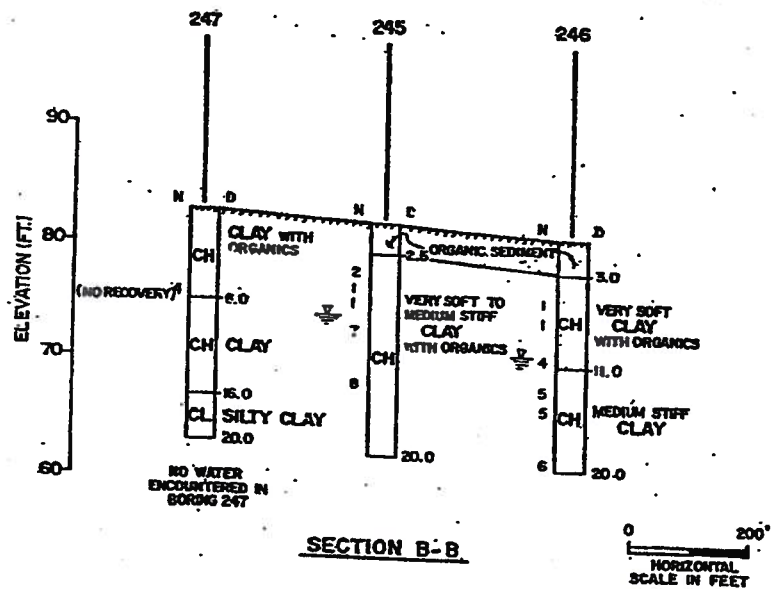 247
245
246
90
80
70
60
ELEVATION (FT.)
N D
CLAY WITH
ORGANICS
CH
(NO RECOVERY)
CH
CLAY
16.0
CL
SILTY CLAY
20.0
NO WATER
ENCOUNTERED IN
BORING 247
N
2.5
2
1
1
7
8
VERY SOFT TO
MEDIUM STIFF
CLAY
WITH ORGANICS
CH
20.0
ORGANIC SEDIMENT
N D
3.0
1
1
4
CH
VERY SOFT
CLAY
WITH ORGANICS
11.0
5
5
6
CH
MEDIUM STIFF
CLAY
20.0
SECTION B-B
0 200'
HORIZONTAL
SCALE IN FEET